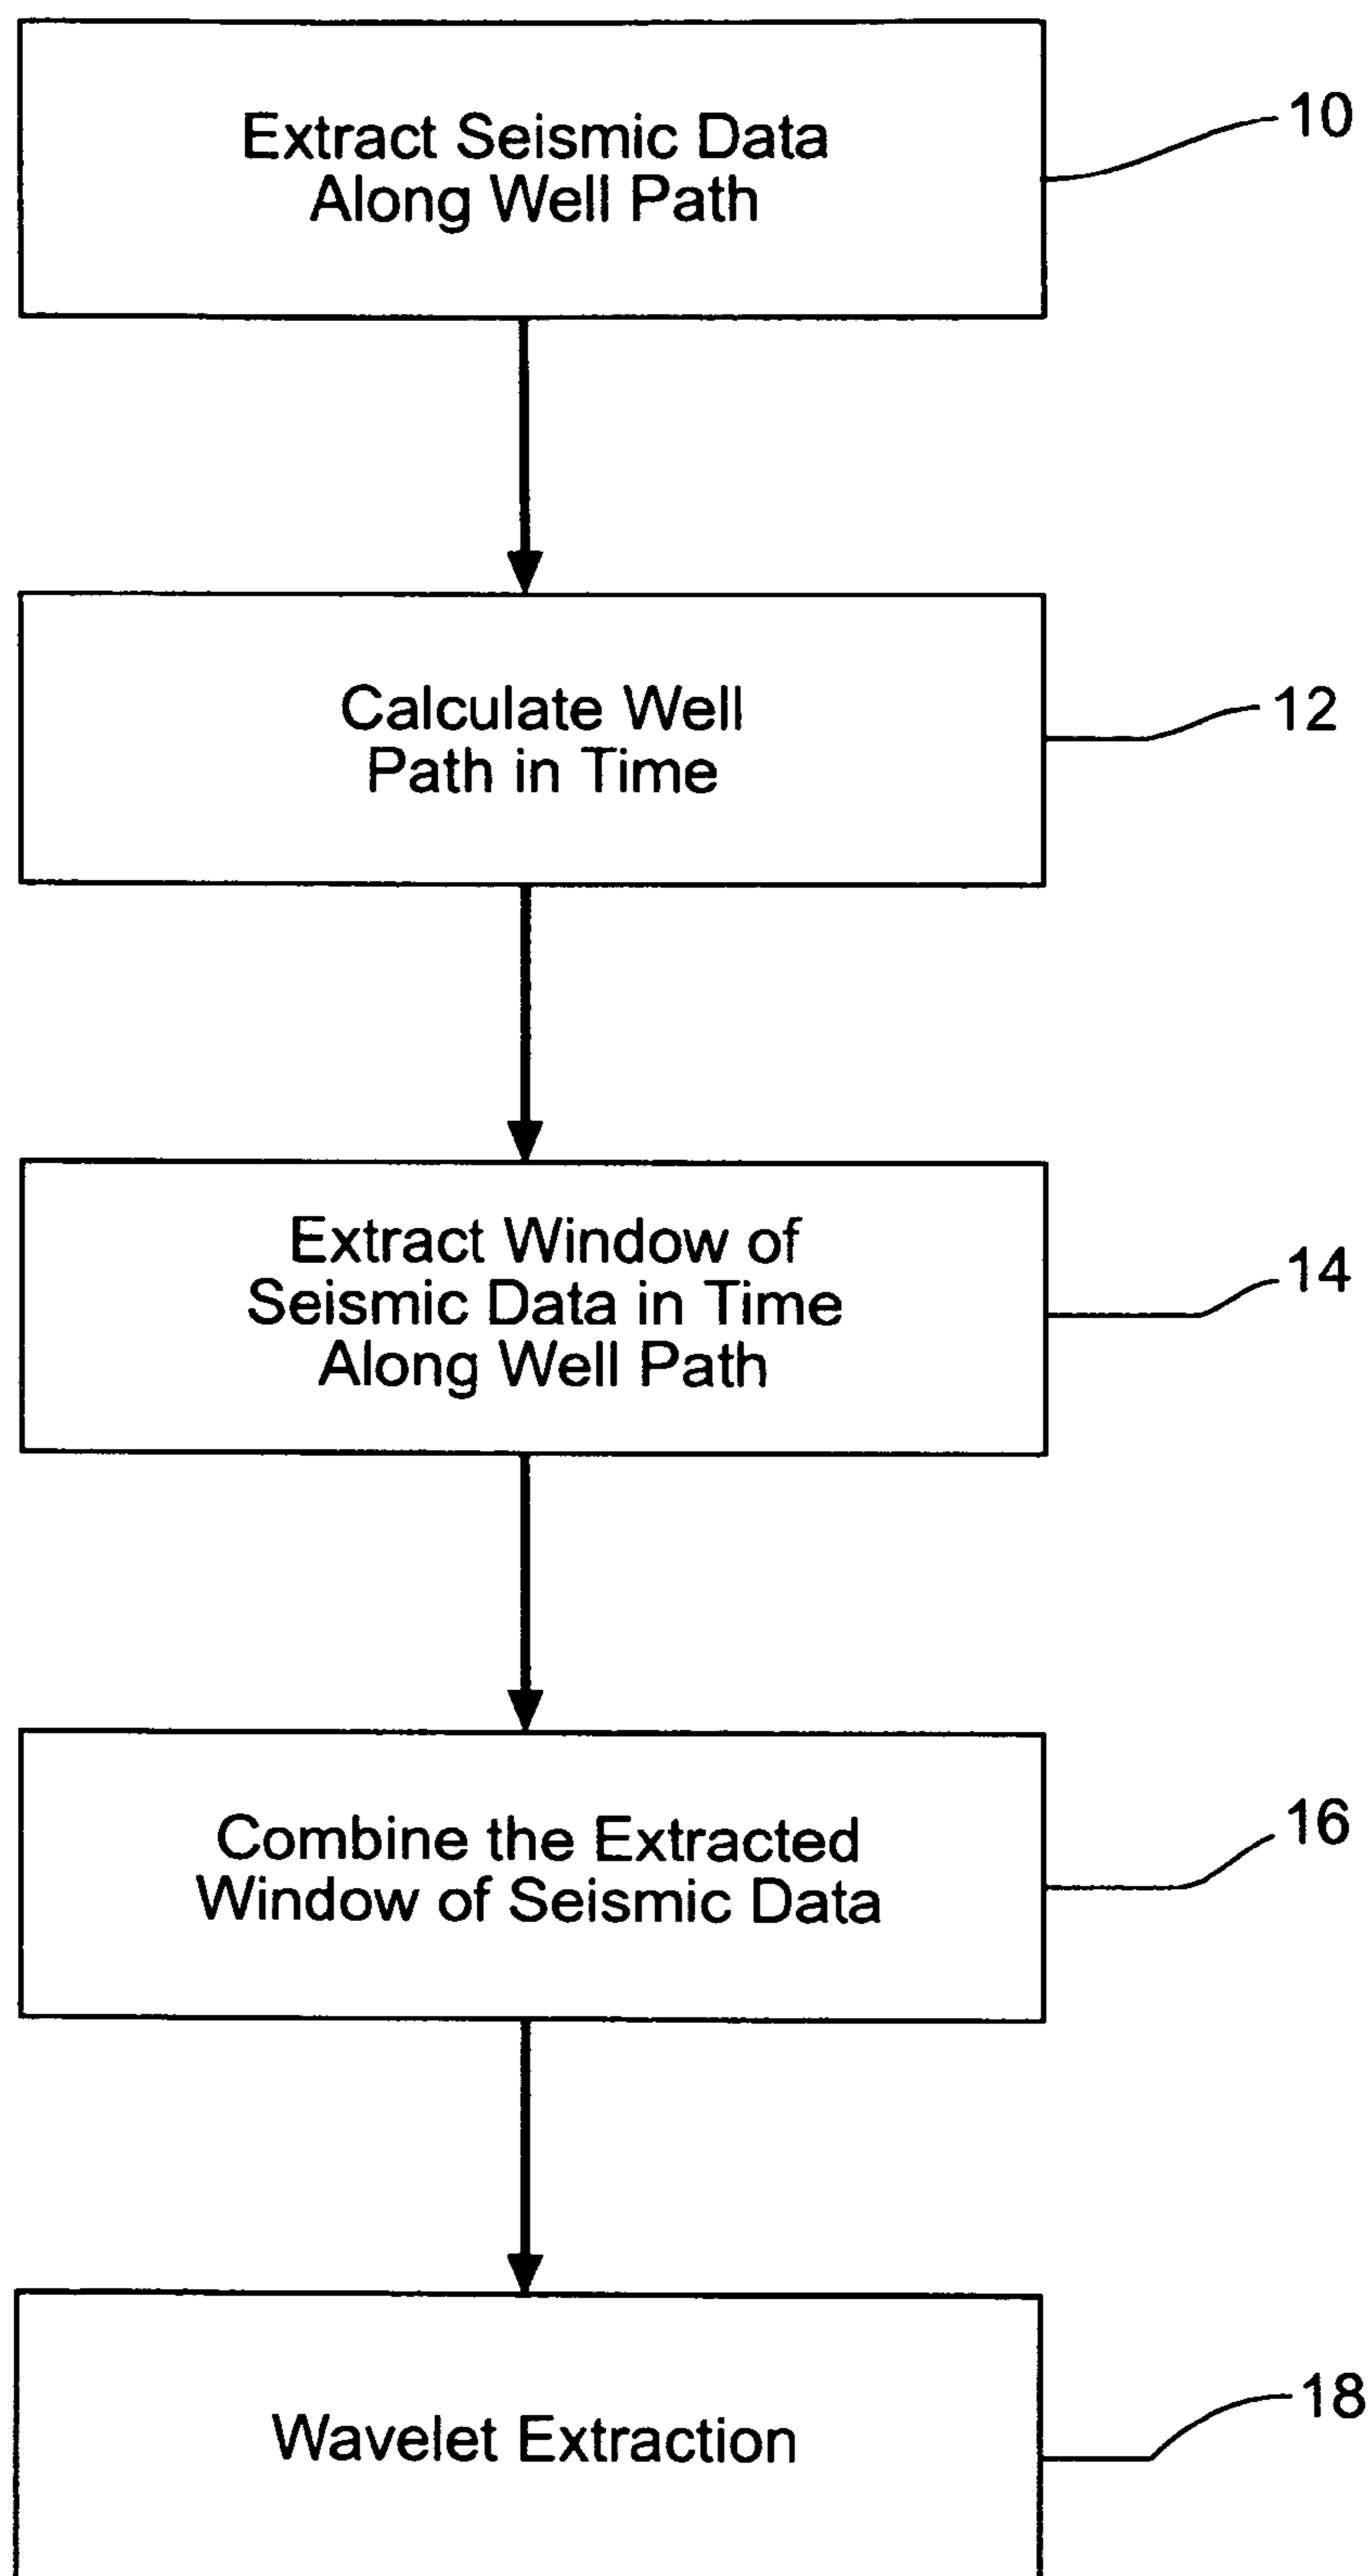 Extract Seismic Data
Along Well Path
10
Calculate Well
Path in Time
12
Extract Window of
Seismic Data in Time
Along Well Path
14
Combine the Extracted
Window of Seismic Data
16
Wavelet Extraction
18